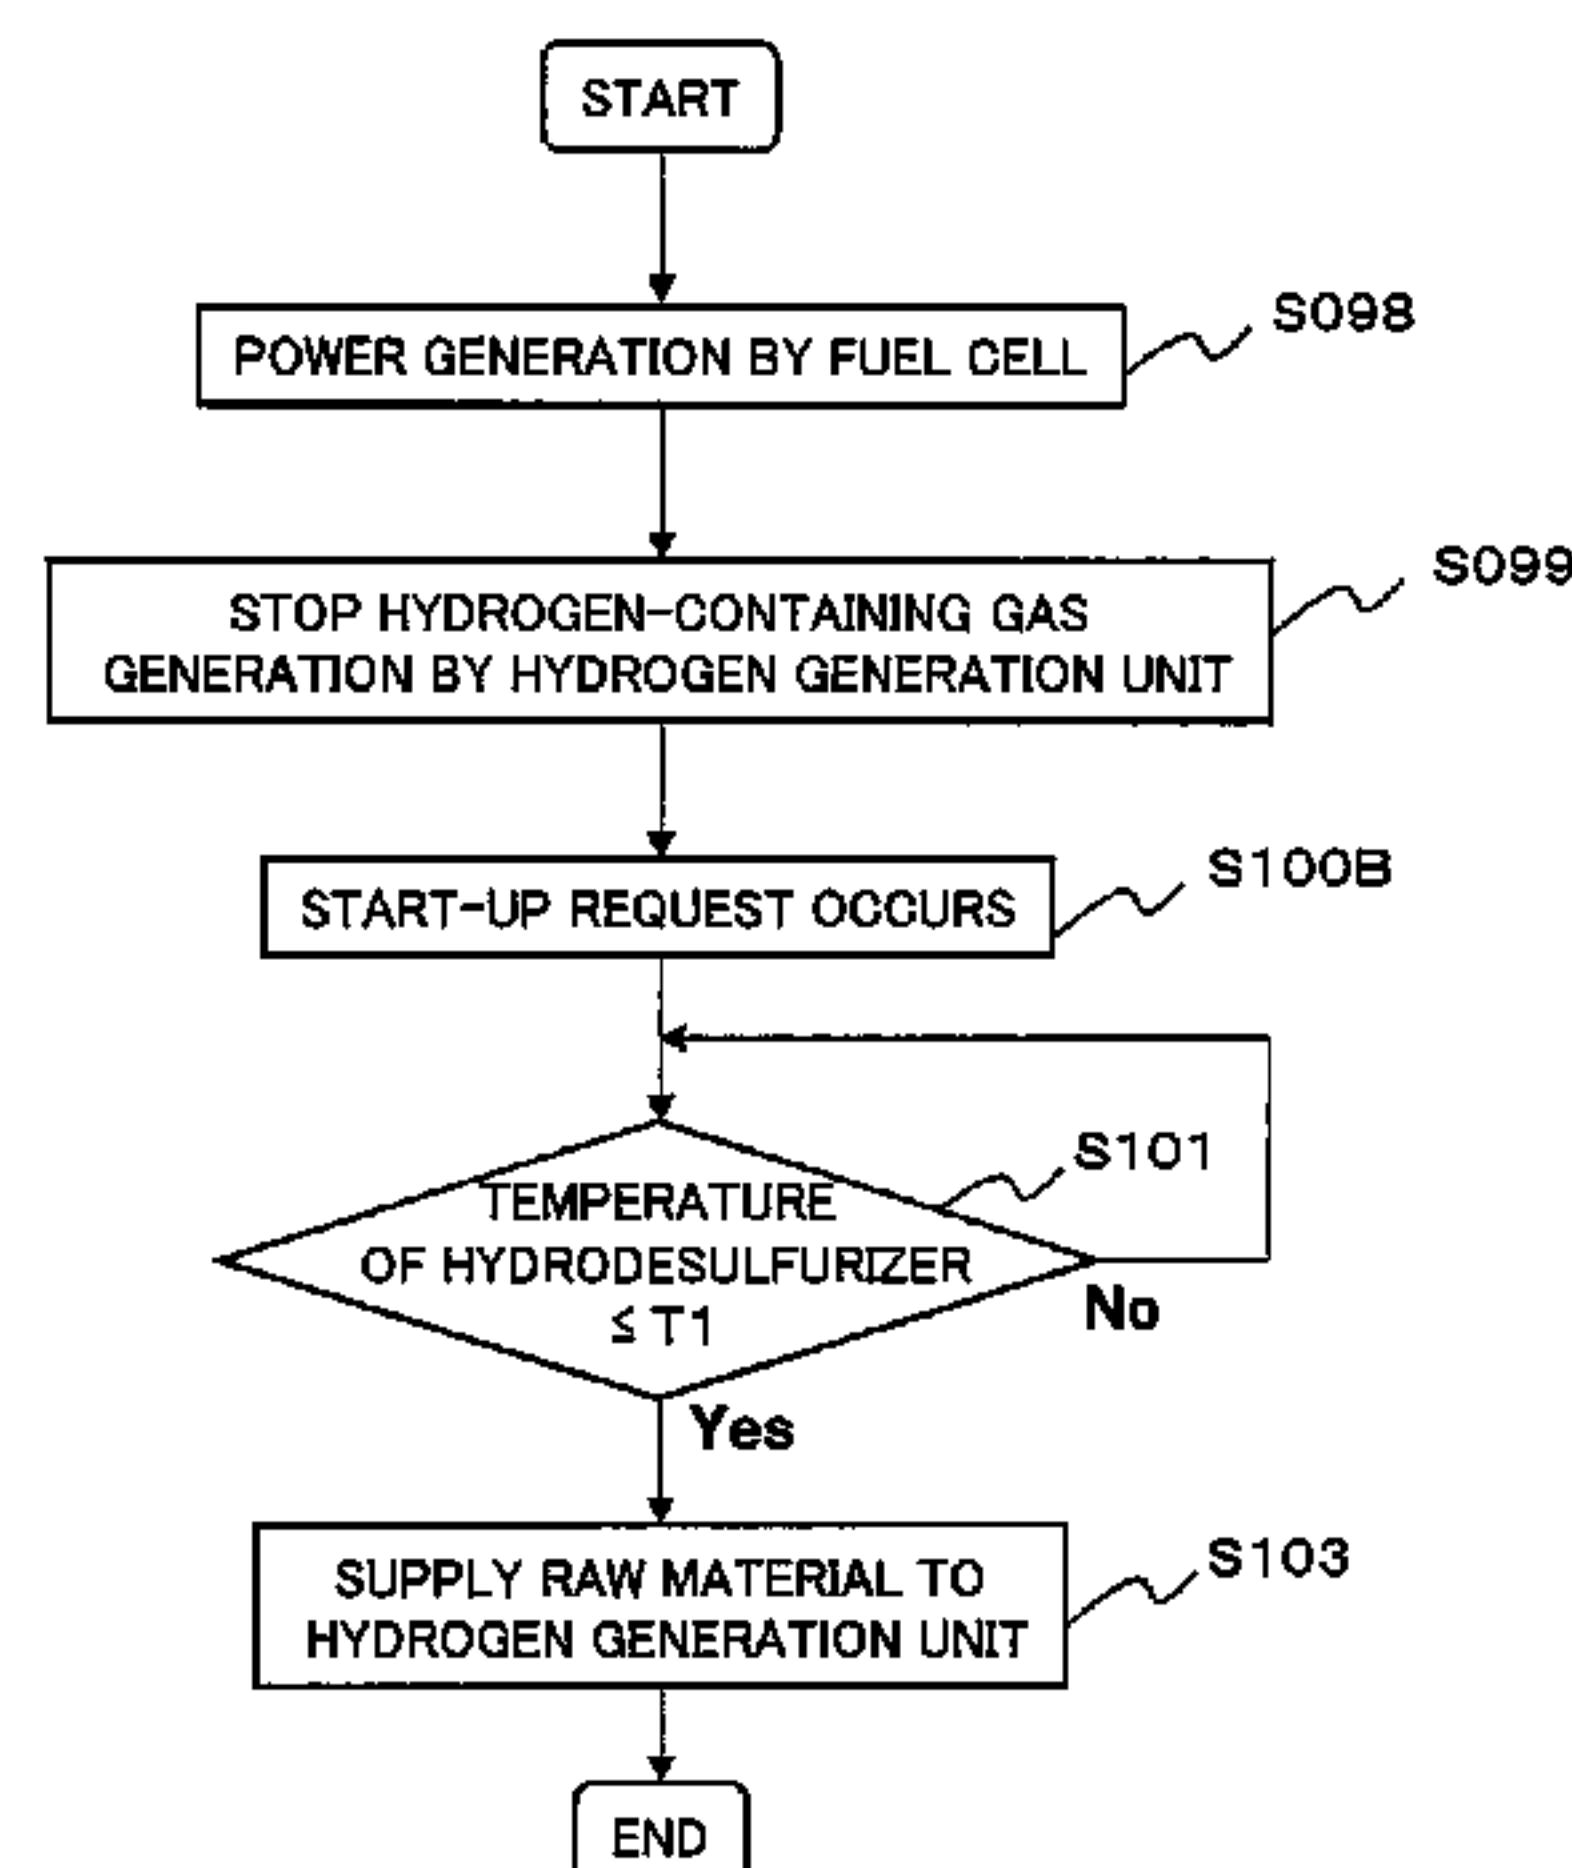 START
POWER GENERATION BY FUEL CELL
S098
STOP HYDROGEN-CONTAINING GAS
GENERATION BY HYDROGEN GENERATION UNIT
S099
START-UP REQUEST OCCURS
S100B
TEMPERATURE
OF HYDRODESULFURIZER
≤ T1
S101
No
Yes
SUPPLY RAW MATERIAL TO
HYDROGEN GENERATION UNIT
S103
END